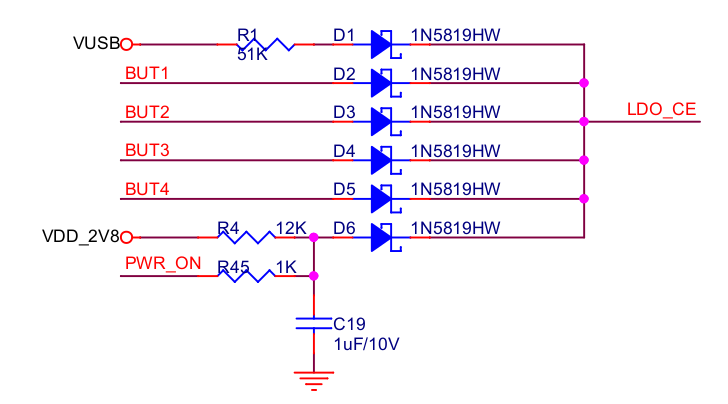 VUSB R1 D1 1N5819HW
51K
BUT1 D2 1N5819HW
BUT2 D3 1N5819HW LDO_CE
BUT3 D4 1N5819HW
BUT4 D5 1N5819HW
VDD_2V8 R4 12K D6 1N5819HW
PWR_ON R45 1K
C19
1uF/10V